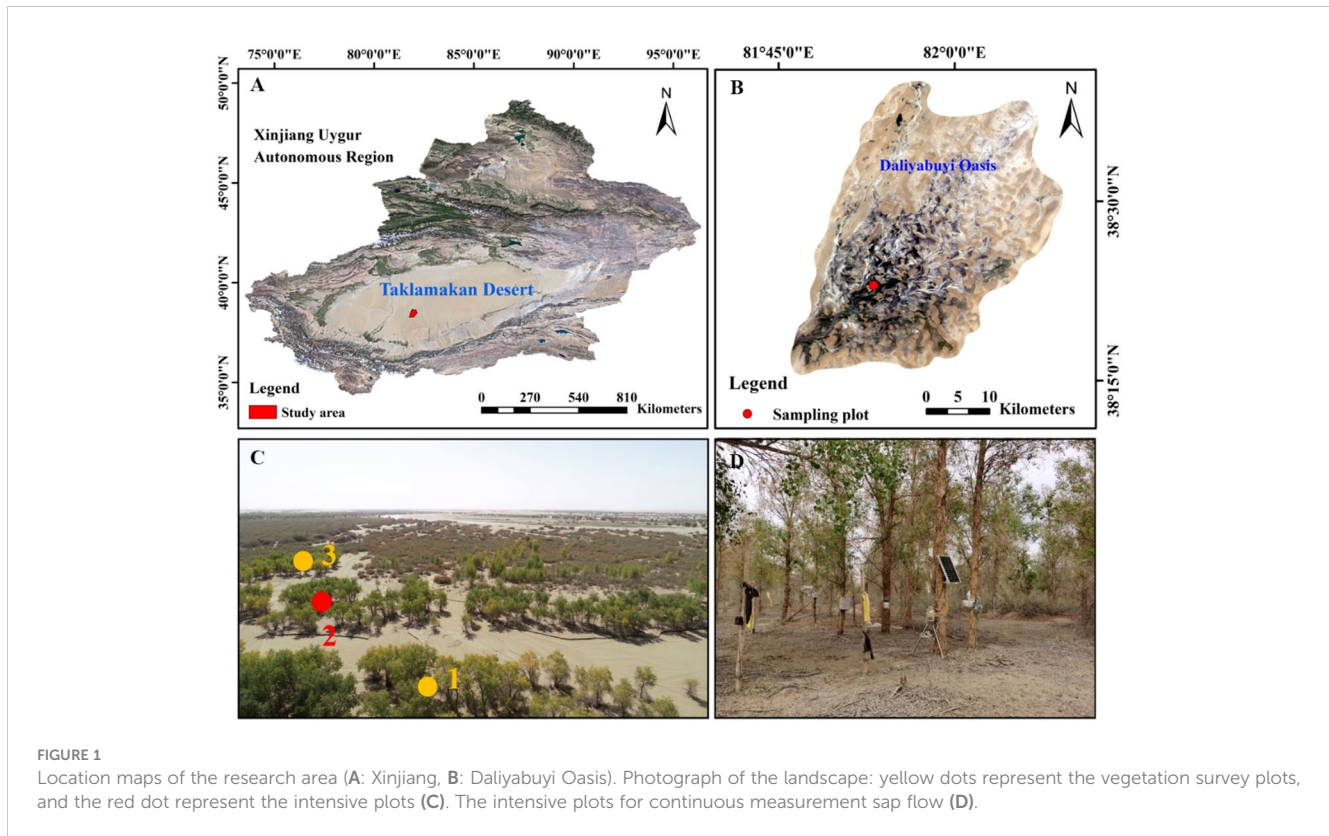 75°0'0"E 80°0'0"E 85°0'0"E 90°0'0"E 95°0'0"E
81°45'0"E 82°0'0"E
50°0'0"N
45°0'0"N
40°0'0"N
35°0'0"N
A
N
Xinjiang Uygur
Autonomous Region
Taklamakan Desert
Legend
Study area
0 270 540 810
Kilometers
B
N
Daliyabuyi Oasis
38°30'0"N
38°15'0"N
Legend
Sampling plot
0 5 10
Kilometers
C
3
2
1
D
FIGURE 1
Location maps of the research area (A: Xinjiang, B: Daliyabuyi Oasis). Photograph of the landscape: yellow dots represent the vegetation survey plots,
and the red dot represent the intensive plots (C). The intensive plots for continuous measurement sap flow (D).